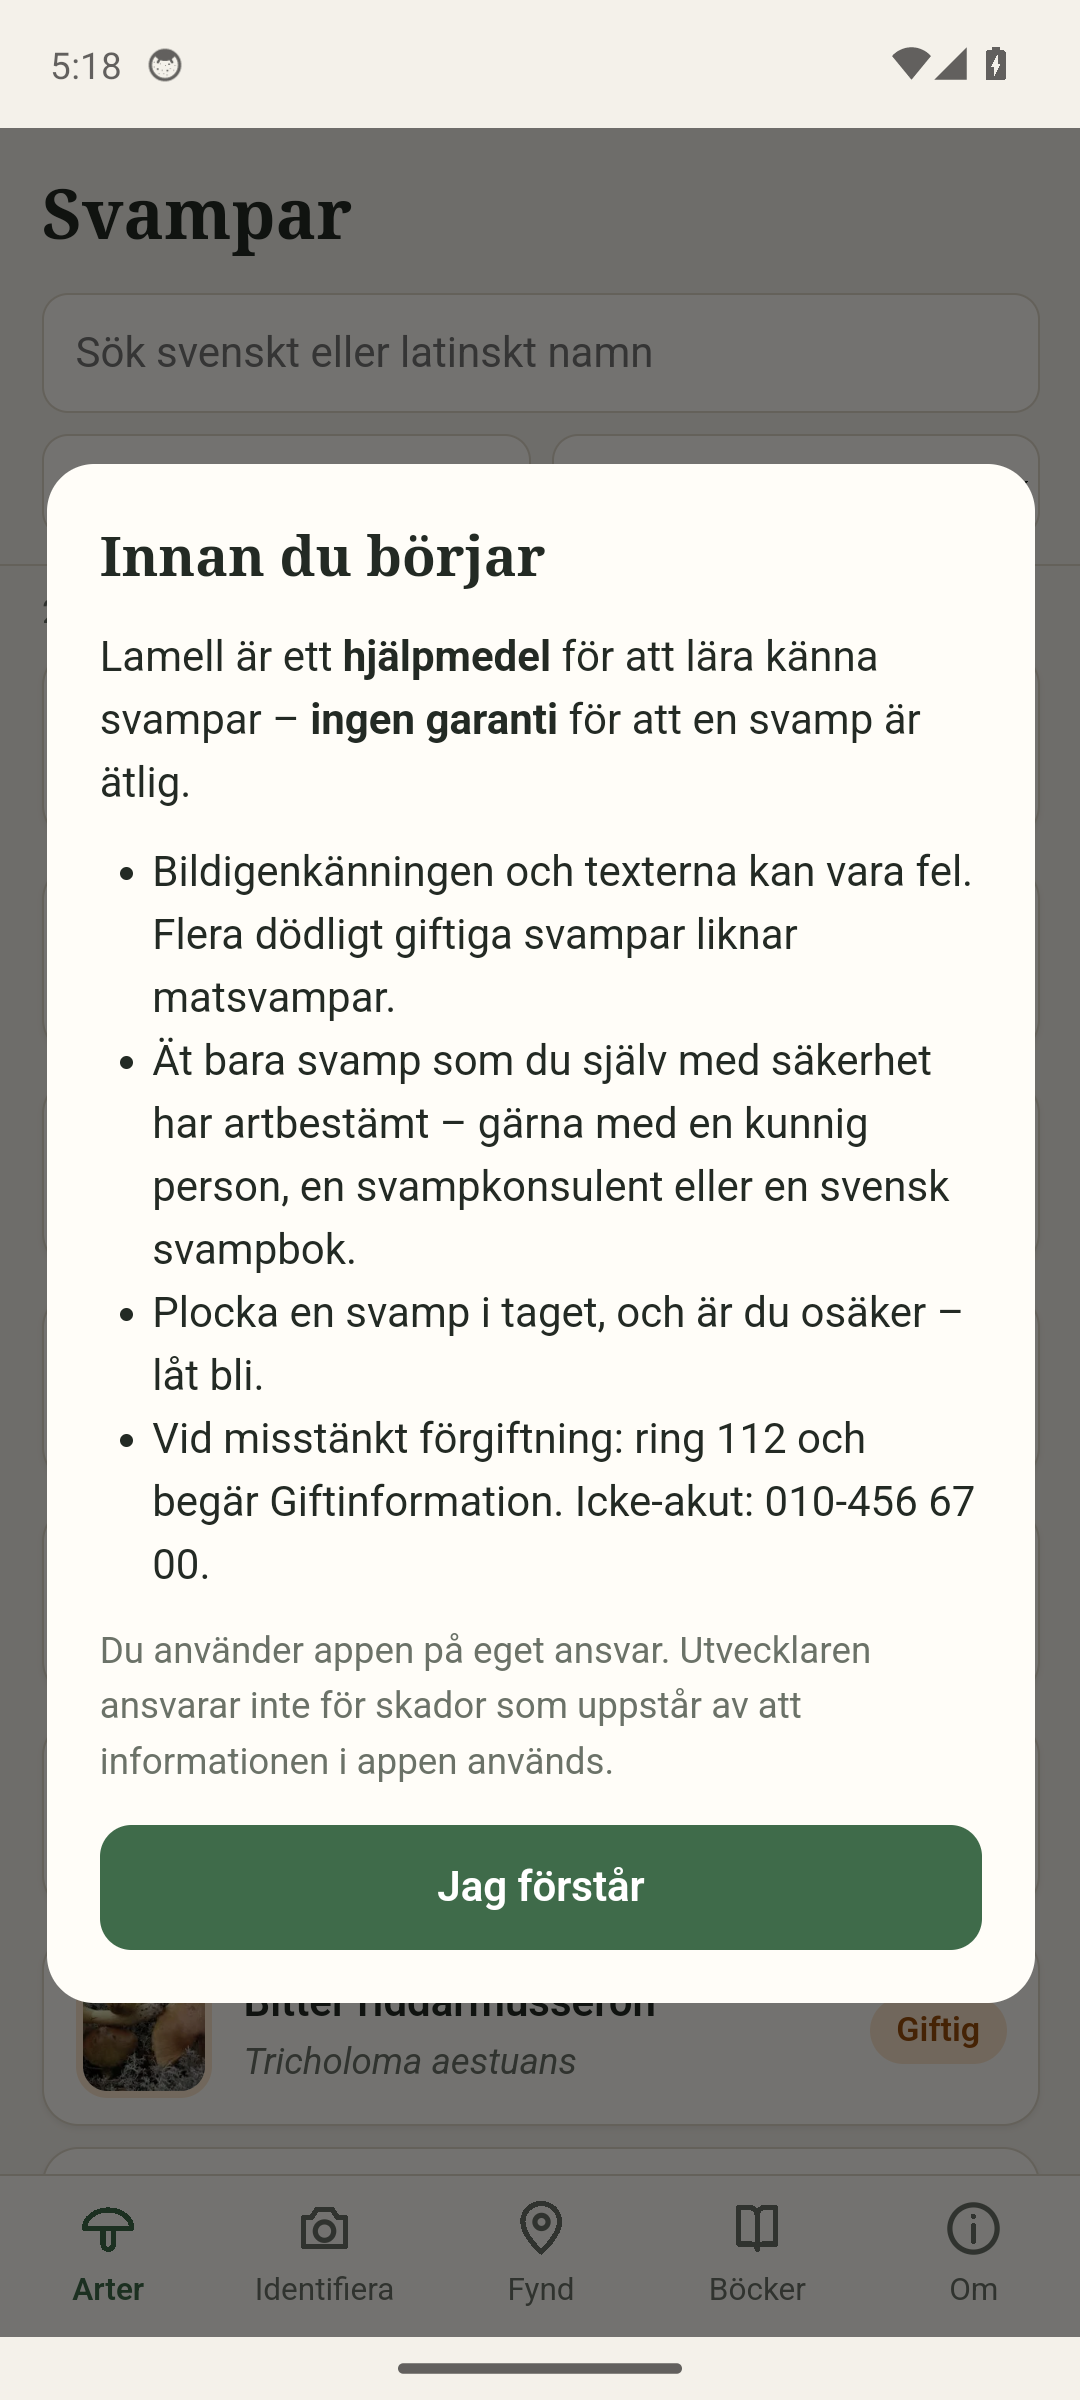 5:18
Svampar
Sök svenskt eller latinskt namn
Innan du börjar
Lamell är ett hjälpmedel för att lära känna
svampar – ingen garanti för att en svamp är
ätlig.
• Bildigenkänningen och texterna kan vara fel.
Flera dödligt giftiga svampar liknar
matsvampar.
• Ät bara svamp som du själv med säkerhet
har artbestämt – gärna med en kunnig
person, en svampkonsulent eller en svensk
svampbok.
• Plocka en svamp i taget, och är du osäker –
låt bli.
• Vid misstänkt förgiftning: ring 112 och
begär Giftinformation. Icke-akut: 010-456 67
00.
Du använder appen på eget ansvar. Utvecklaren
ansvarar inte för skador som uppstår av att
informationen i appen används.
Jag förstår
Bitter riddarmusseron
Tricholoma aestuans
Giftig
Arter
Identifiera
Fynd
Böcker
Om